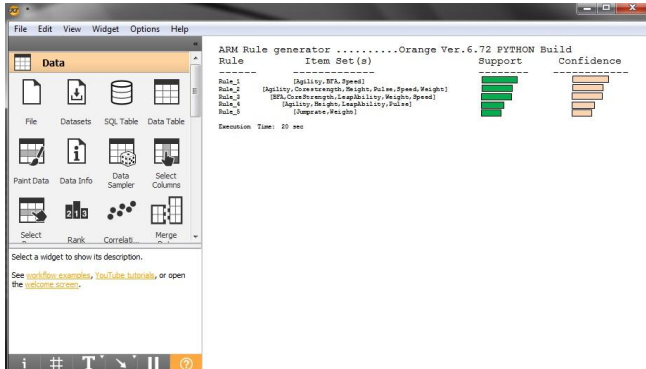 File Edit View Widget Options Help
Data
File Datasets SQL Table Data Table
Paint Data Data Info Data Sampler Select Columns
Select Rank Correlati... Merge
Select a widget to show its description.
See workflow examples, YouTube tutorials, or open
the welcome screen.
ARM Rule generator ..........Orange Ver.6.72 PYTHON Build
Rule Item Set(s) Support Confidence
Rule_1 [Agility,BFA,Speed]
Rule_2 [Agility,Corestrength,Height,Pulse,Speed,Weight]
Rule_3 [BFA,CoreStrength,LeapAbility,Weight,Speed]
Rule_4 [Agility,Height,LeapAbility,Pulse]
Rule_5 [Jumprate,Weight]
Execution Time: 20 sec